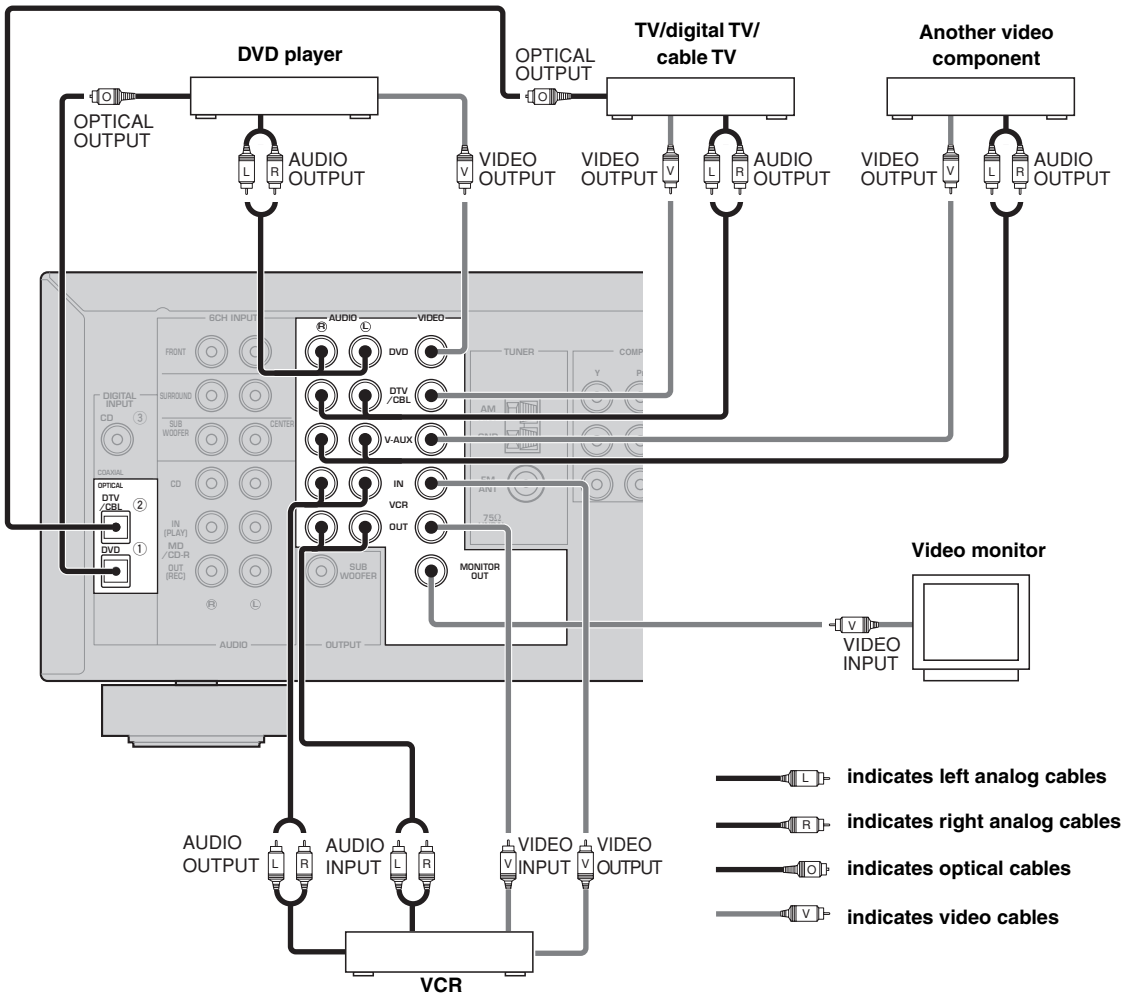 DVD player
TV/digital TV/
cable TV
Another video
component
OPTICAL
OUTPUT
O
O
OPTICAL
OUTPUT
L
R
AUDIO
OUTPUT
V
VIDEO
OUTPUT
VIDEO
OUTPUT
V
L
R
AUDIO
OUTPUT
VIDEO
OUTPUT
V
L
R
AUDIO
OUTPUT
6CH INPUT
AUDIO
VIDEO
R
L
FRONT
DVD
TUNER
COMP
Y
P
DIGITAL
INPUT
CD
③
SURROUND
DTV
/CBL
AM
SUB
WOOFER
CENTER
V-AUX
GND
COAXIAL
OPTICAL
DTV
/CBL
②
CD
IN
VCR
FM
ANT
IN
(PLAY)
MD
/CD-R
OUT
(REC)
OUT
75Ω
DVD
①
SUB
WOOFER
MONITOR
OUT
R
L
AUDIO
OUTPUT
Video monitor
V
VIDEO
INPUT
L
indicates left analog cables
R
indicates right analog cables
O
indicates optical cables
V
indicates video cables
AUDIO
OUTPUT
L
R
AUDIO
INPUT
L
R
V
VIDEO
INPUT
V
VIDEO
OUTPUT
VCR